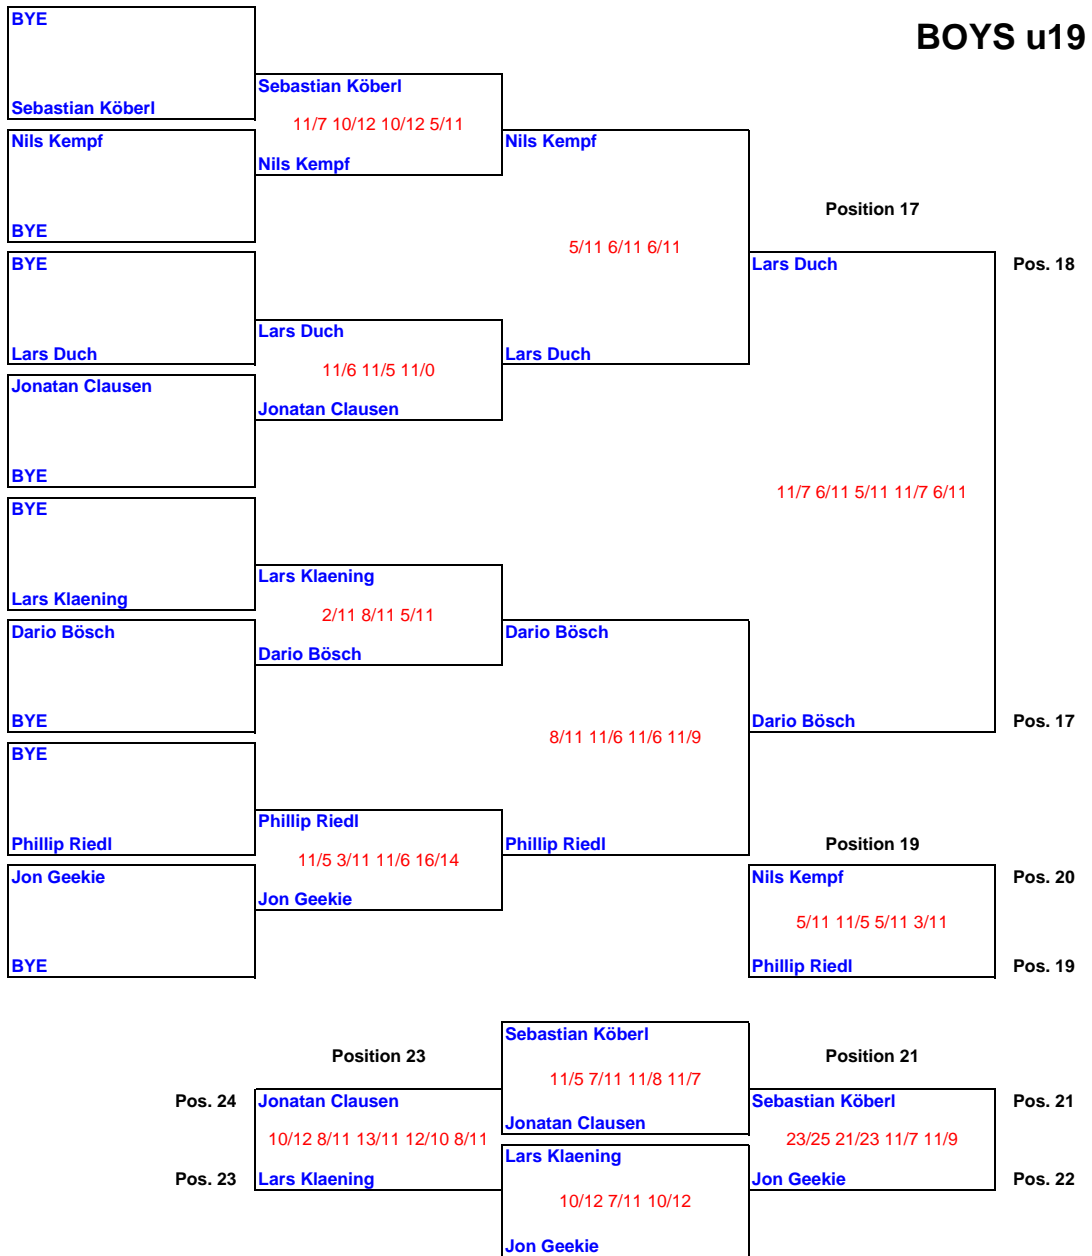 BYE
BOYS u19
Sebastian Köberl
Sebastian Köberl
11/7 10/12 10/12 5/11
Nils Kempf
Nils Kempf
Nils Kempf
Position 17
BYE
5/11 6/11 6/11
BYE
Lars Duch
Pos. 18
Lars Duch
Lars Duch
Lars Duch
11/6 11/5 11/0
Jonatan Clausen
Jonatan Clausen
BYE
11/7 6/11 5/11 11/7 6/11
BYE
Lars Klaening
Lars Klaening
2/11 8/11 5/11
Dario Bösch
Dario Bösch
Dario Bösch
BYE
Dario Bösch
Pos. 17
8/11 11/6 11/6 11/9
BYE
Phillip Riedl
Phillip Riedl
Phillip Riedl
Position 19
11/5 3/11 11/6 16/14
Jon Geekie
Nils Kempf
Pos. 20
Jon Geekie
5/11 11/5 5/11 3/11
BYE
Phillip Riedl
Pos. 19
Sebastian Köberl
Position 23
Position 21
11/5 7/11 11/8 11/7
Pos. 24
Jonatan Clausen
Sebastian Köberl
Pos. 21
Jonatan Clausen
10/12 8/11 13/11 12/10 8/11
23/25 21/23 11/7 11/9
Lars Klaening
Pos. 23
Lars Klaening
Jon Geekie
Pos. 22
10/12 7/11 10/12
Jon Geekie